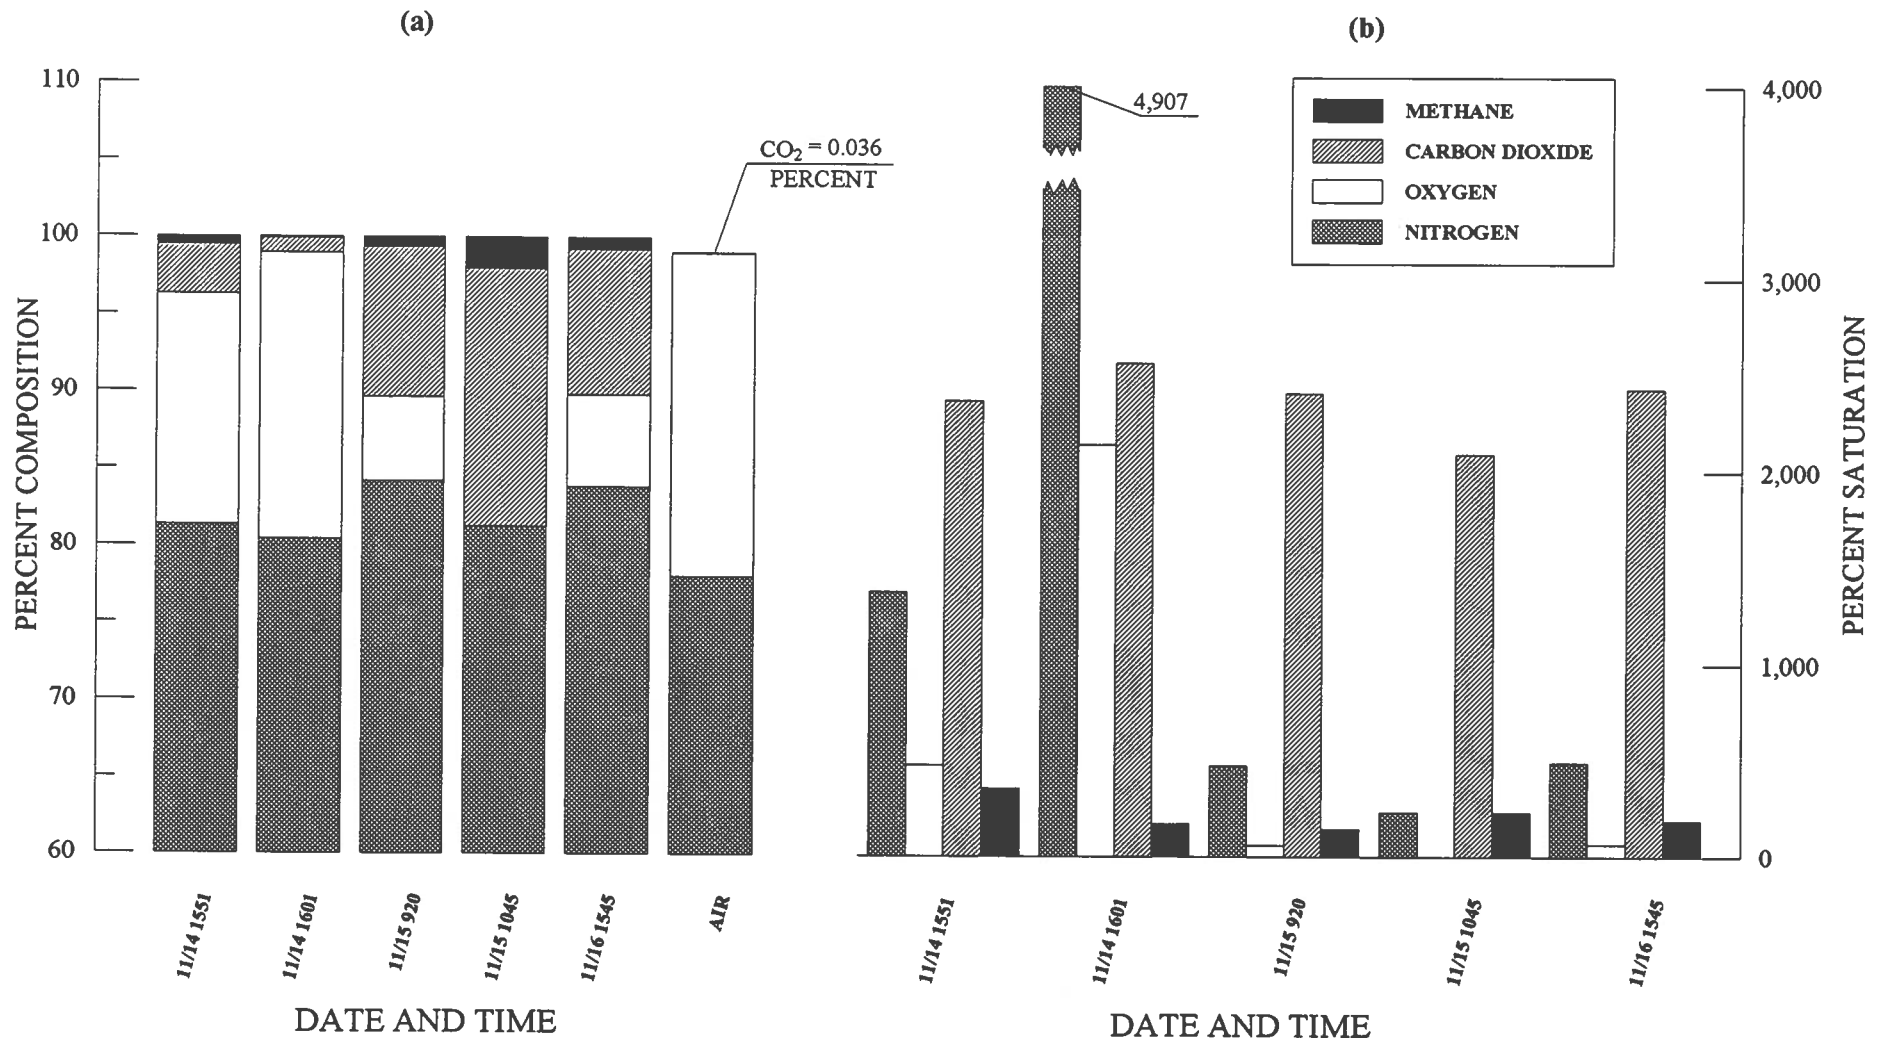 (a)
110
100
90
80
70
60
PERCENT COMPOSITION
CO2 = 0.036
PERCENT
11/14 1551
11/14 1601
11/15 920
11/15 1045
11/16 1545
AIR
DATE AND TIME
(b)
4,907
METHANE
CARBON DIOXIDE
OXYGEN
NITROGEN
4,000
3,000
2,000
1,000
0
PERCENT SATURATION
11/14 1551
11/14 1601
11/15 920
11/15 1045
11/16 1545
DATE AND TIME